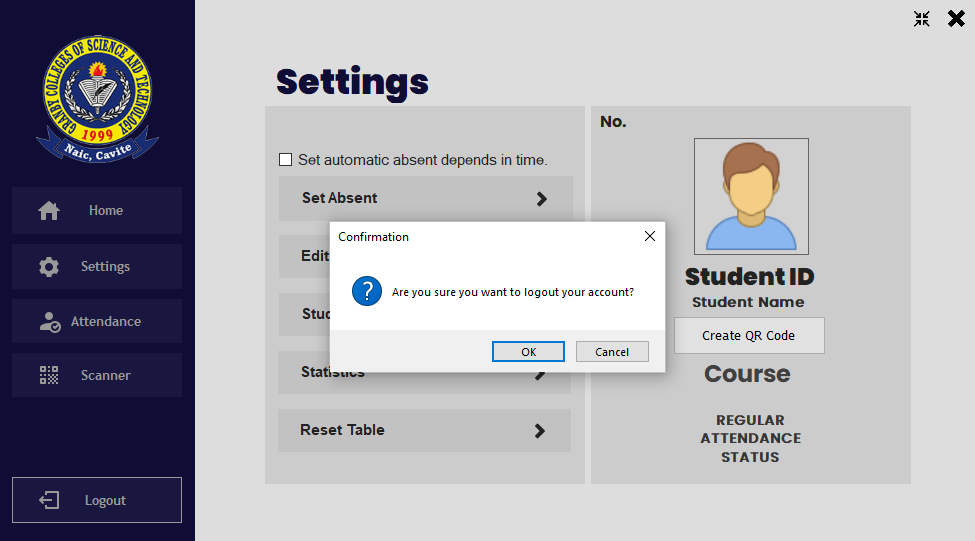 GRANBY COLLEGES OF SCIENCE AND TECHNOLOGY
1999
Naic, Cavite
Home
Settings
Attendance
Scanner
Logout
Settings
Set automatic absent depends in time.
Set Absent
Edit
Stud
Statistics
Reset Table
Confirmation
Are you sure you want to logout your account?
OK
Cancel
No.
Student ID
Student Name
Create QR Code
Course
REGULAR
ATTENDANCE
STATUS